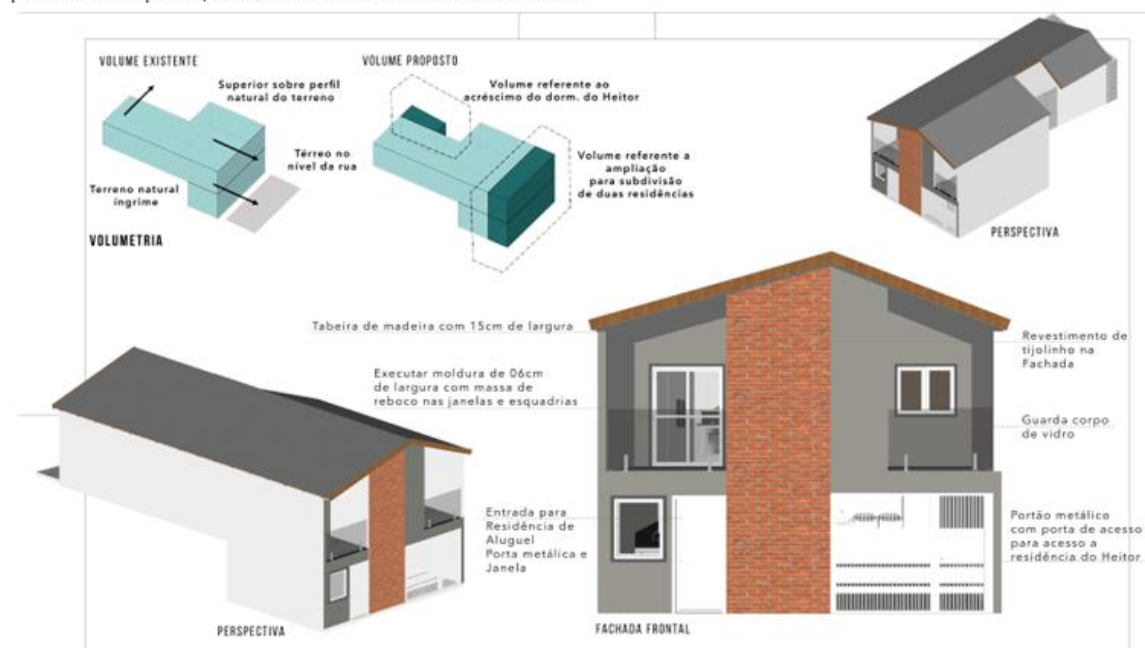 VOLUME EXISTENTE
Superior sobre perfil
natural do terreno
Térreo no
nível da rua
Terreno natural
íngrime
VOLUMETRIA
VOLUME PROPOSTO
Volume referente ao
acréscimo do dorm. do Heitor
Volume referente a
ampliação
para subdivisão
de duas residências
PERSPECTIVA
Tabeira de madeira com 15cm de largura
Executar moldura de 06cm
de largura com massa de
reboco nas janelas e esquadrias
Entrada para
Residência de
Aluguel
Porta metálica e
Janela
Revestimento de
tijolinho na
Fachada
Guarda corpo
de vidro
Portão metálico
com porta de acesso
para acesso a
residência do Heitor
PERSPECTIVA
FACHADA FRONTAL